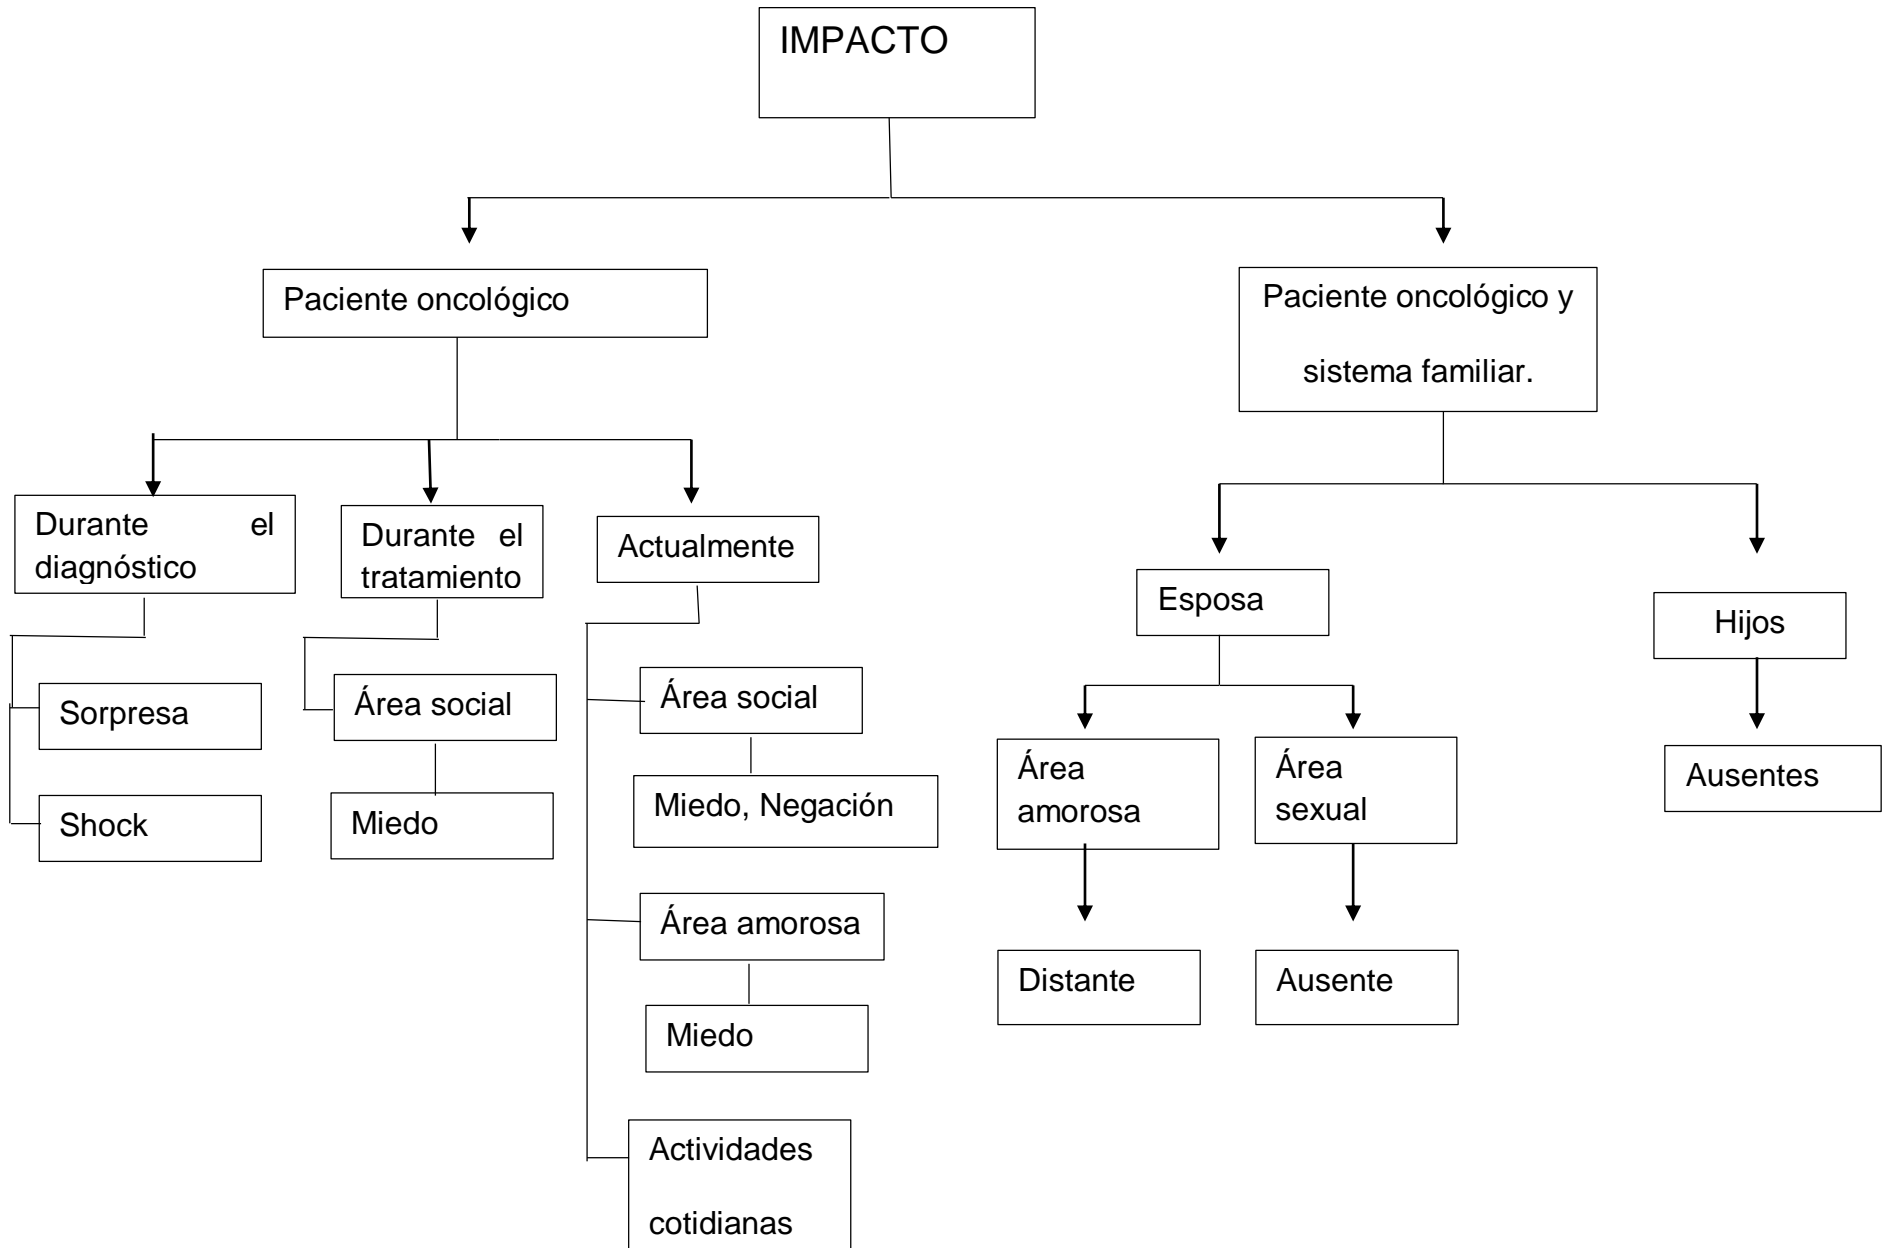 IMPACTO
Paciente oncológico
Paciente oncológico y
sistema familiar.
Durante el
diagnóstico
Durante el
tratamiento
Actualmente
Esposa
Hijos
Sorpresa
Shock
Área social
Miedo
Área social
Miedo, Negación
Área amorosa
Miedo
Actividades
cotidianas
Área
amorosa
Área
sexual
Ausentes
Distante
Ausente